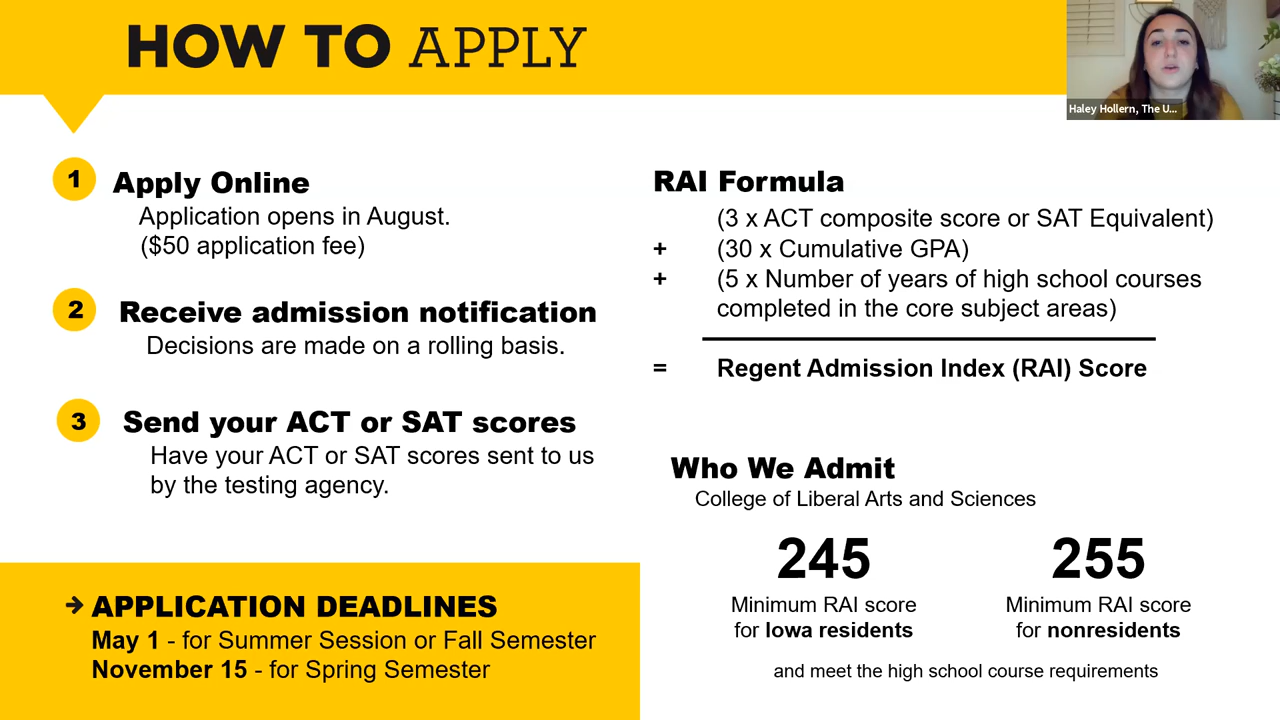 HOW TO APPLY
Haley Hollern, The U...
1 Apply Online
Application opens in August.
($50 application fee)
2 Receive admission notification
Decisions are made on a rolling basis.
3 Send your ACT or SAT scores
Have your ACT or SAT scores sent to us
by the testing agency.
APPLICATION DEADLINES
May 1 - for Summer Session or Fall Semester
November 15 - for Spring Semester
RAI Formula
(3 x ACT composite score or SAT Equivalent)
+ (30 x Cumulative GPA)
+ (5 x Number of years of high school courses
completed in the core subject areas)
= Regent Admission Index (RAI) Score
Who We Admit
College of Liberal Arts and Sciences
245
Minimum RAI score
for Iowa residents
255
Minimum RAI score
for nonresidents
and meet the high school course requirements